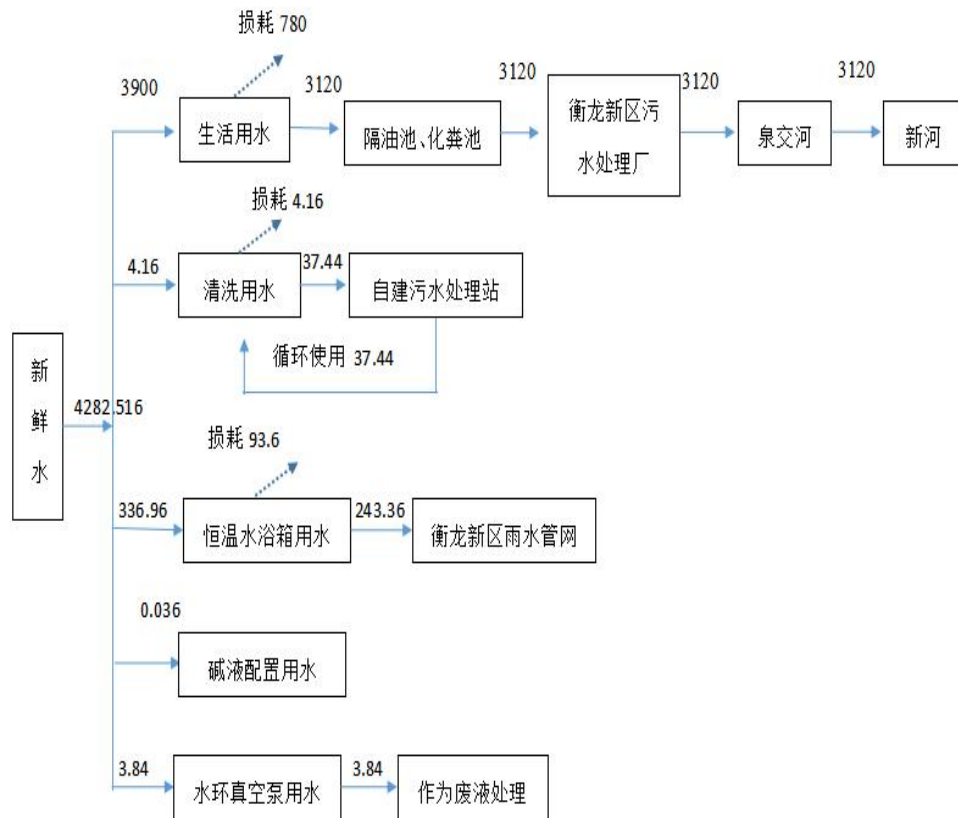 损耗 780
3900
生活用水
3120
隔油池、化粪池
3120
衡龙新区污
水处理厂
3120
泉交河
3120
新河
损耗 4.16
4.16
清洗用水
37.44
自建污水处理站
循环使用 37.44
新
鲜
水
4282.516
损耗 93.6
336.96
恒温水浴箱用水
243.36
衡龙新区雨水管网
0.036
碱液配置用水
3.84
水环真空泵用水
3.84
作为废液处理